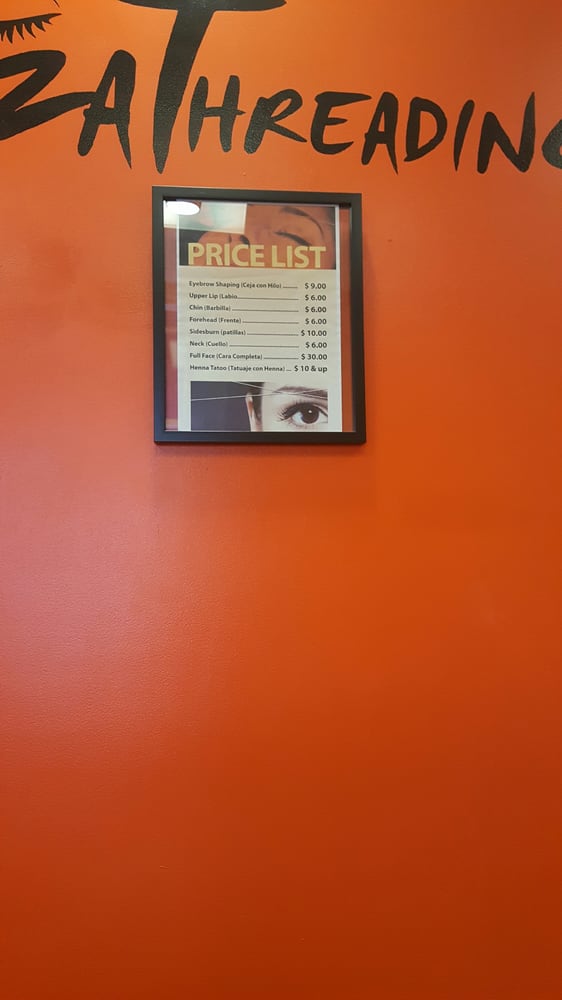 ZA THREADING
PRICE LIST
Eyebrow Shaping (Ceja con Hilo) ...... $ 9.00
Upper Lip (Labio........................ $ 6.00
Chin (Barbilla) ........................ $ 6.00
Forehead (Frente) ...................... $ 6.00
Sidesburn (patillas) ................... $ 10.00
Neck (Cuello) .......................... $ 6.00
Full Face (Cara Completa) .............. $ 30.00
Henna Tatoo (Tatuaje con Henna) ... $ 10 & up